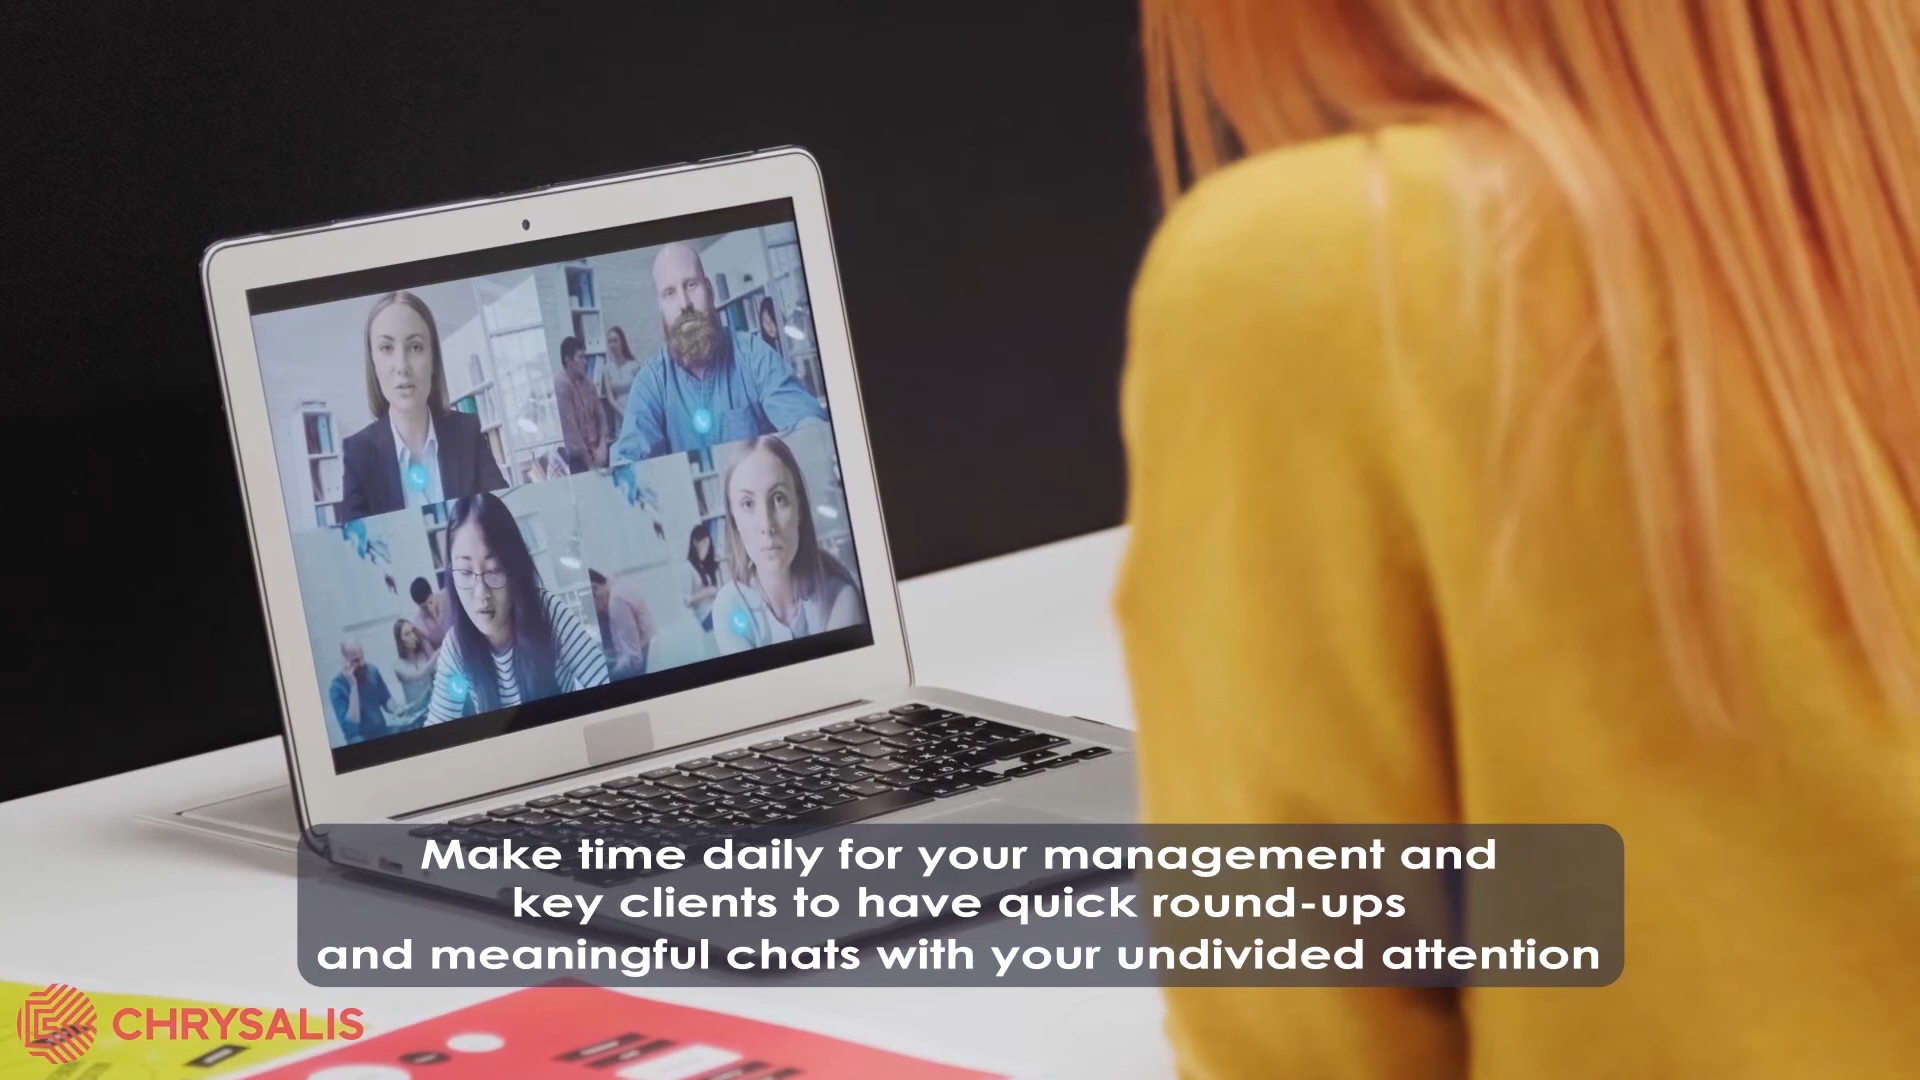 Make time daily for your management and
key clients to have quick round-ups
and meaningful chats with your undivided attention
CHRYSALIS